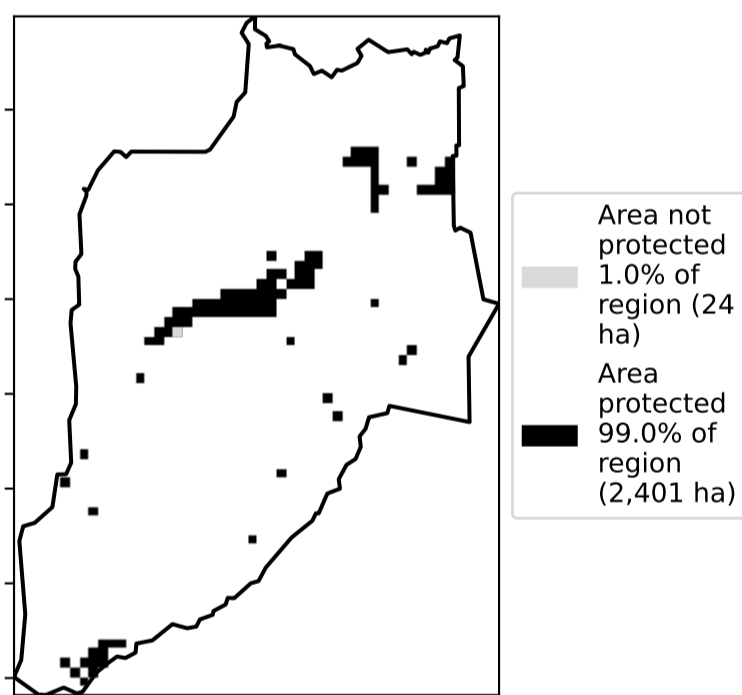 Area not
protected
1.0% of
region (24
ha)
Area
protected
99.0% of
region
(2,401 ha)